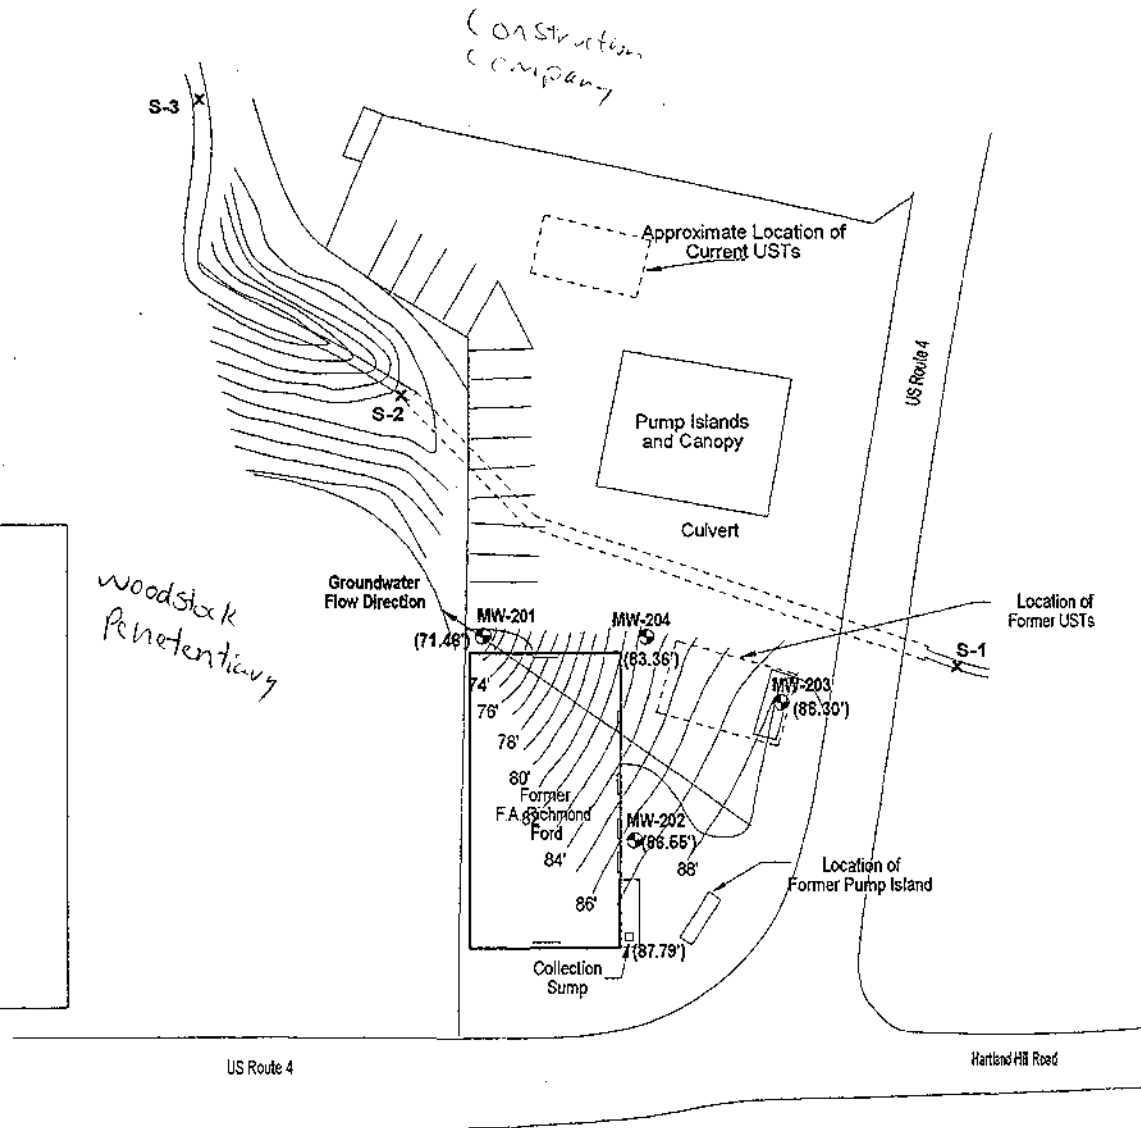 Construction
Company
S-3
Approximate Location of
Current USTs
US Route 4
S-2
Pump Islands
and Canopy
Culvert
Woodstock
Penetentiary
Groundwater
Flow Direction
MW-201
(71.46')
MW-204
(83.36')
Location of
Former USTs
S-1
MW-203
(88.30')
74'
76'
78'
80'
82'
Former
F.A. Richmond
Ford
84'
86'
MW-202
(86.55')
88'
Location of
Former Pump Island
(87.79')
Collection
Sump
US Route 4
Hartland Hill Road